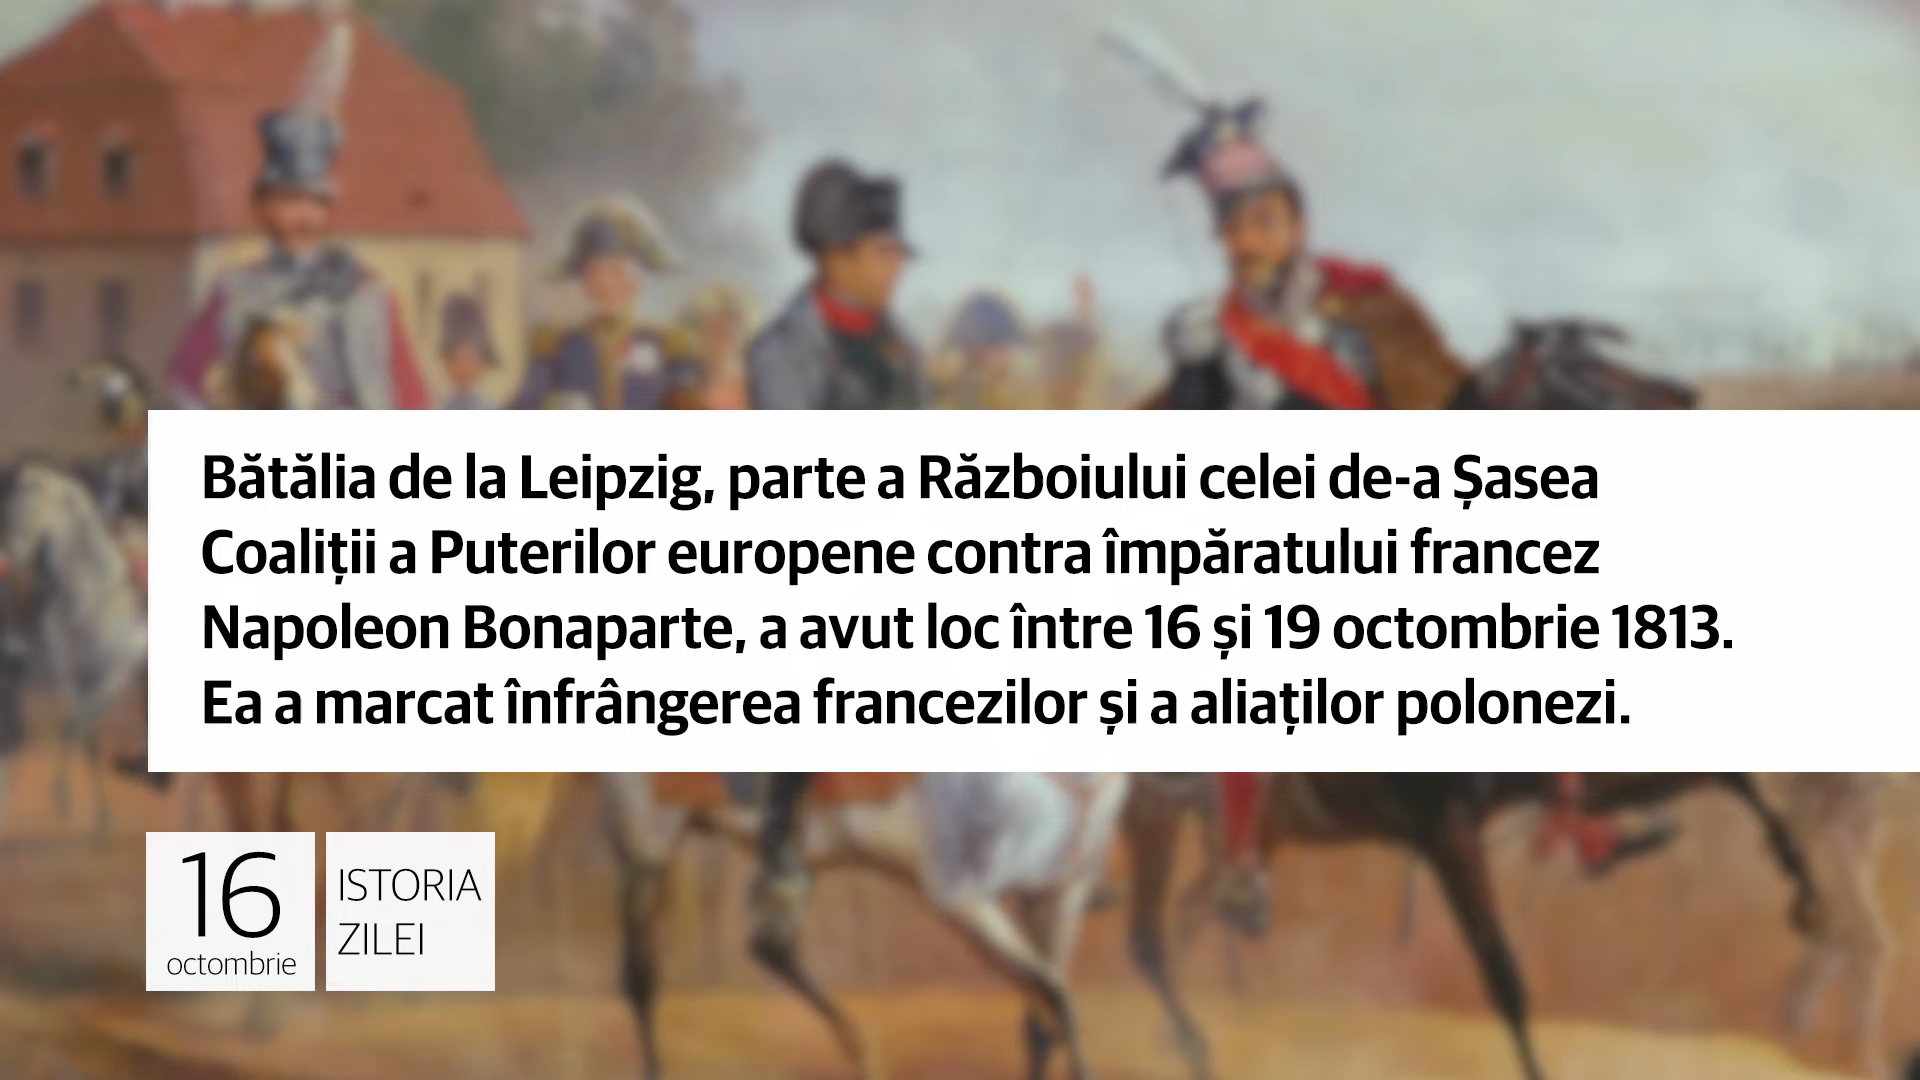 Bătălia de la Leipzig, parte a Războiului celei de-a Șasea
Coaliții a Puterilor europene contra împăratului francez
Napoleon Bonaparte, a avut loc între 16 și 19 octombrie 1813.
Ea a marcat înfrângerea francezilor și a aliaților polonezi.
16
octombrie
ISTORIA
ZILEI